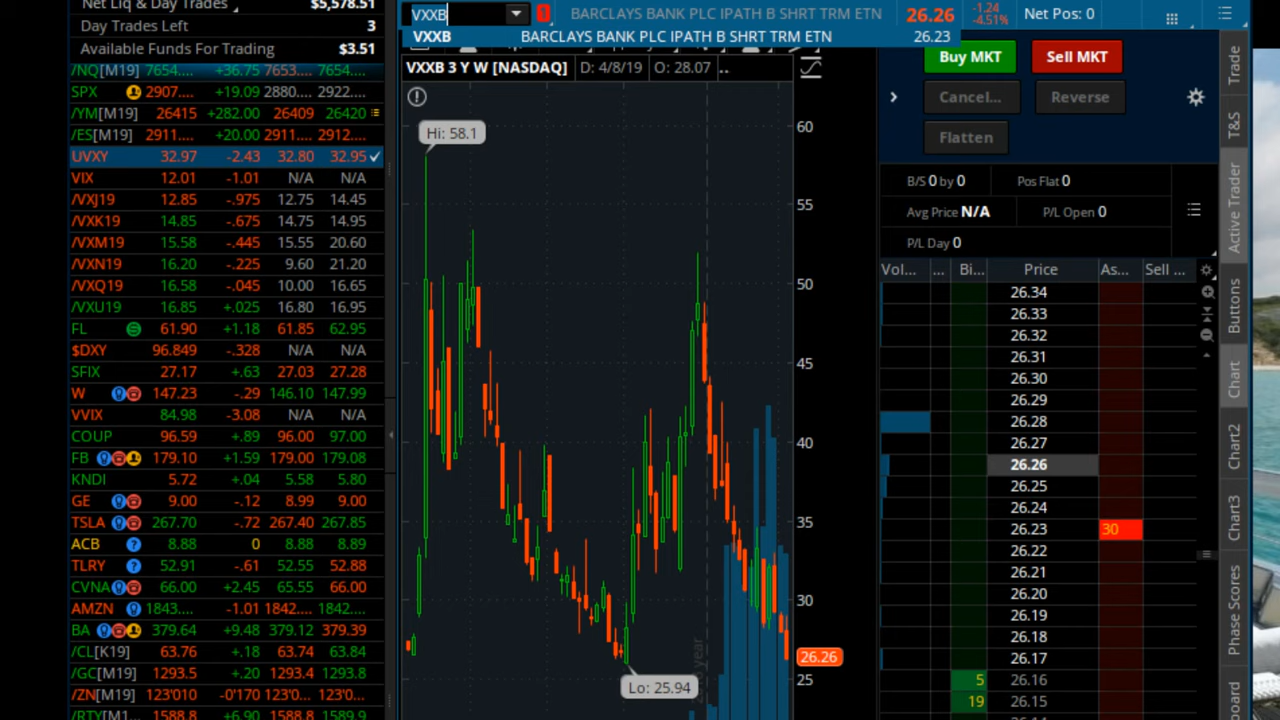 Net Liq & Day Trades $5,578.51
Day Trades Left 3
Available Funds For Trading $3.51
/NQ[M19] 7654.... +36.75 7653.... 7654....
SPX 2907.... +19.09 2880.... 2922....
/YM[M19] 26415 +282.00 26409 26420
/ES[M19] 2911.... +20.00 2911.... 2912....
UVXY 32.97 -2.43 32.80 32.95
VIX 12.01 -1.01 N/A N/A
/VXJ19 12.85 -.975 12.75 14.45
/VXK19 14.85 -.675 14.75 14.95
/VXM19 15.58 -.445 15.55 20.60
/VXN19 16.20 -.225 9.60 21.20
/VXQ19 16.58 -.045 10.00 16.65
/VXU19 16.85 +.025 16.80 16.95
FL 61.90 +1.18 61.85 62.95
$DXY 96.849 -.328 N/A N/A
SFIX 27.17 +.63 27.03 27.28
W 147.23 -.29 146.10 147.99
VVIX 84.98 -3.08 N/A N/A
COUP 96.59 +.89 96.00 97.00
FB 179.10 +1.59 179.00 179.08
KNDI 5.72 +.04 5.58 5.80
GE 9.00 -.12 8.99 9.00
TSLA 267.70 -.72 267.40 267.85
ACB 8.88 0 8.88 8.89
TLRY 52.91 -.61 52.55 52.88
CVNA 66.00 +2.45 65.55 66.00
AMZN 1843.... -1.01 1842.... 1842....
BA 379.64 +9.48 379.12 379.39
/CL[K19] 63.76 +.18 63.74 63.84
/GC[M19] 1293.5 +.20 1293.4 1293.8
/ZN[M19] 123'010 -0'170 123'0... 123'0...
/RTY[M1... 1588.8 +6.90 1588.8 1589.9
VXXB BARCLAYS BANK PLC IPATH B SHRT TRM ETN 26.26 -1.24 -4.51% Net Pos: 0
VXXB BARCLAYS BANK PLC IPATH B SHRT TRM ETN 26.23
VXXB 3 Y W [NASDAQ] D: 4/8/19 O: 28.07 ..
Hi: 58.1
60
55
50
45
40
35
30
26.26
25
Lo: 25.94
Buy MKT Sell MKT
Cancel... Reverse
Flatten
B/S 0 by 0 Pos Flat 0
Avg Price N/A P/L Open 0
P/L Day 0
Vol... ... Bi... Price As... Sell ...
26.34
26.33
26.32
26.31
26.30
26.29
26.28
26.27
26.26
26.25
26.24
26.23 30
26.22
26.21
26.20
26.19
26.18
26.17
5 26.16
19 26.15
Trade
T&S
Active Trader
Buttons
Chart
Chart2
Chart3
Phase Scores